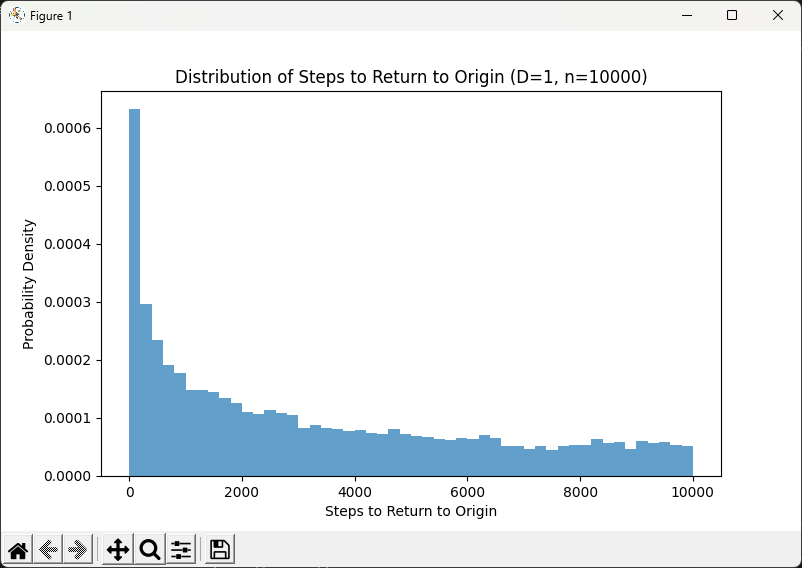 Figure 1
Distribution of Steps to Return to Origin (D=1, n=10000)
Probability Density
0.0006
0.0005
0.0004
0.0003
0.0002
0.0001
0.0000
0 2000 4000 6000 8000 10000
Steps to Return to Origin